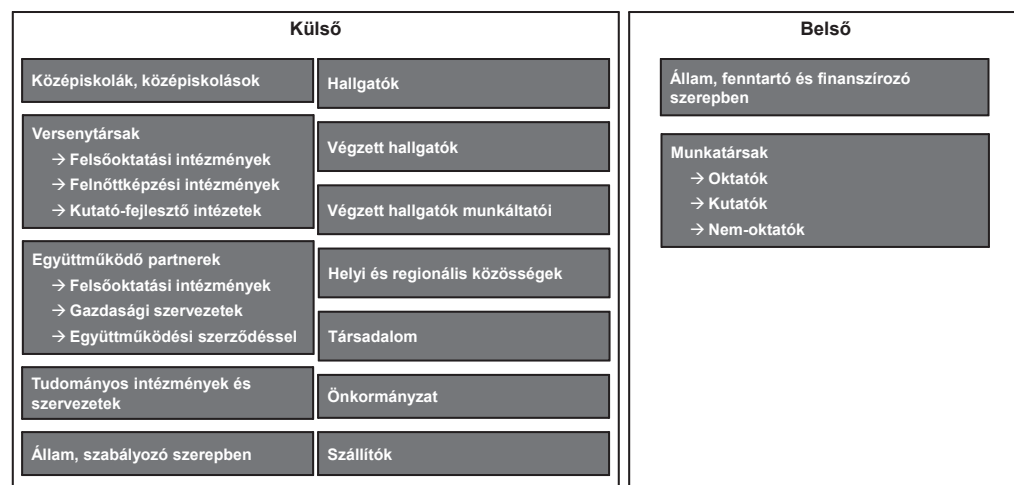 Külső
Középiskolák, középiskolások
Versenytársak
→ Felsőoktatási intézmények
→ Felnőttképzési intézmények
→ Kutató-fejlesztő intézetek
Együttműködő partnerek
→ Felsőoktatási intézmények
→ Gazdasági szervezetek
→ Együttműködési szerződéssel
Tudományos intézmények és
szervezetek
Állam, szabályozó szerepben
Hallgatók
Végzett hallgatók
Végzett hallgatók munkáltatói
Helyi és regionális közösségek
Társadalom
Önkormányzat
Szállítók
Belső
Állam, fenntartó és finanszírozó
szerepben
Munkatársak
→ Oktatók
→ Kutatók
→ Nem-oktatók